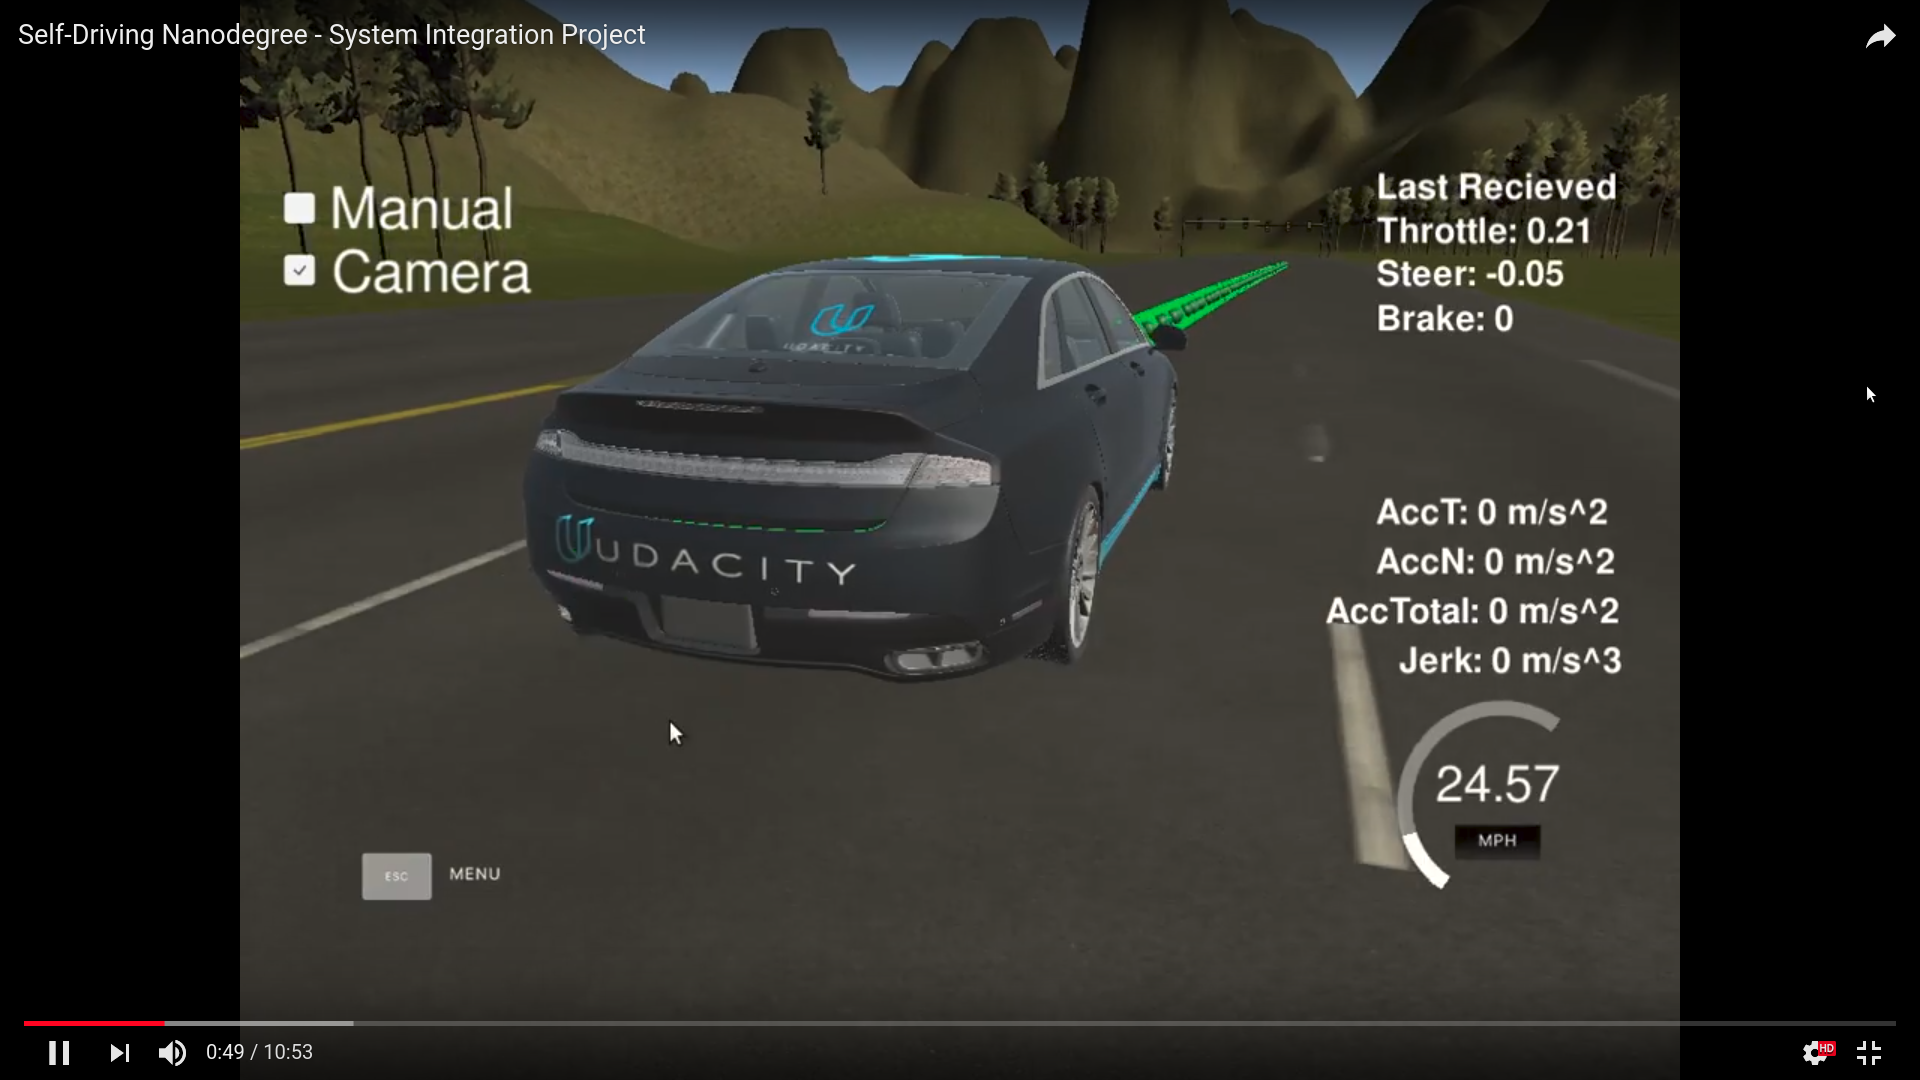 Self-Driving Nanodegree - System Integration Project
Manual
Camera
Last Recieved
Throttle: 0.21
Steer: -0.05
Brake: 0
UDACITY
UDACITY
AccT: 0 m/s^2
AccN: 0 m/s^2
AccTotal: 0 m/s^2
Jerk: 0 m/s^3
24.57
MPH
ESC MENU
0:49 / 10:53
HD